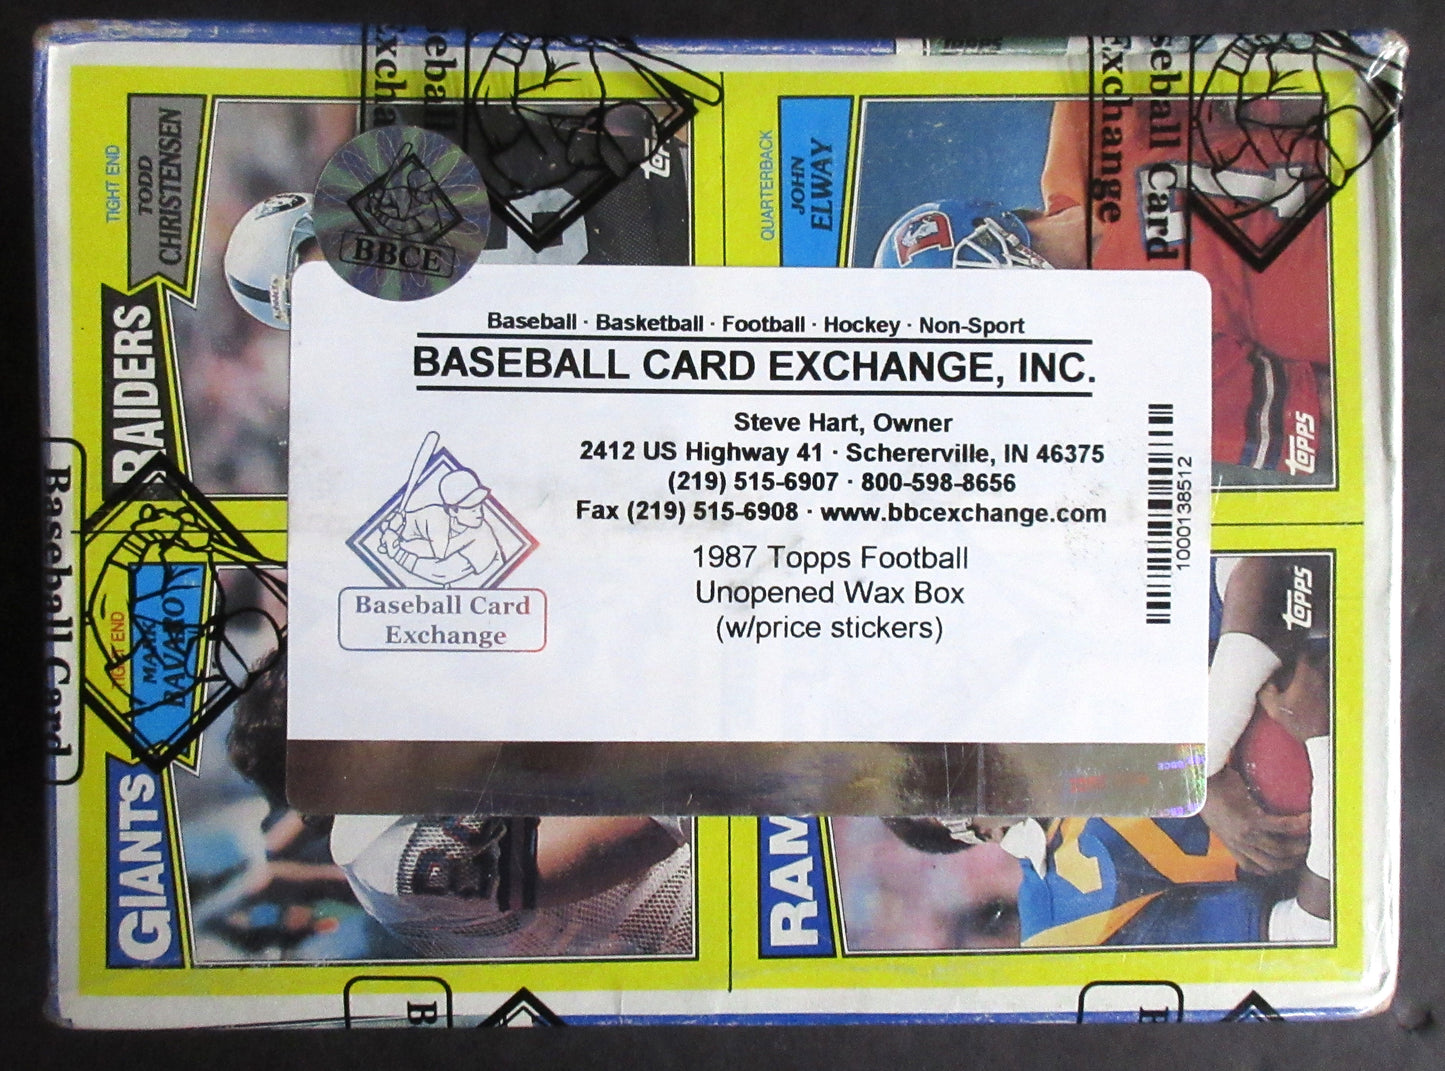 Baseball Card
Exchange
TIGHT END
TODD
CHRISTENSEN
RAIDERS
BBCE
QUARTERBACK
JOHN
ELWAY
Topps
Baseball · Basketball · Football · Hockey · Non-Sport
BASEBALL CARD EXCHANGE, INC.
Steve Hart, Owner
2412 US Highway 41 · Schererville, IN 46375
(219) 515-6907 · 800-598-8656
Fax (219) 515-6908 · www.bbcexchange.com
1987 Topps Football
Unopened Wax Box
(w/price stickers)
Baseball Card
Exchange
1000138512
Baseball Card
TIGHT END
MARK
BAVARO
GIANTS
RAM
Topps